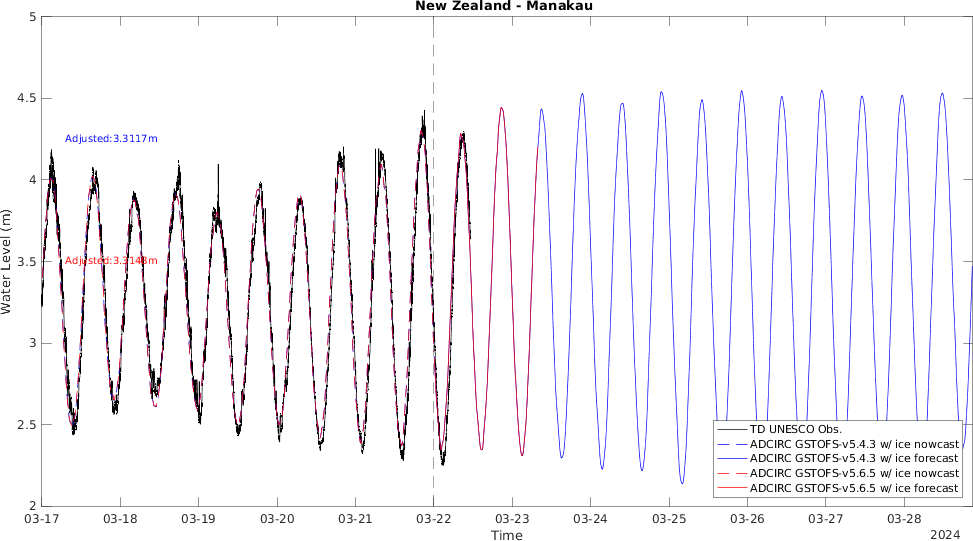 New Zealand - Manakau
5
4.5
4
3.5
3
2.5
2
Water Level (m)
Adjusted:3.3117m
Adjusted:3.3148m
TD UNESCO Obs.
ADCIRC GSTOFS-v5.4.3 w/ ice nowcast
ADCIRC GSTOFS-v5.4.3 w/ ice forecast
ADCIRC GSTOFS-v5.6.5 w/ ice nowcast
ADCIRC GSTOFS-v5.6.5 w/ ice forecast
03-17 03-18 03-19 03-20 03-21 03-22 03-23 03-24 03-25 03-26 03-27 03-28
Time
2024